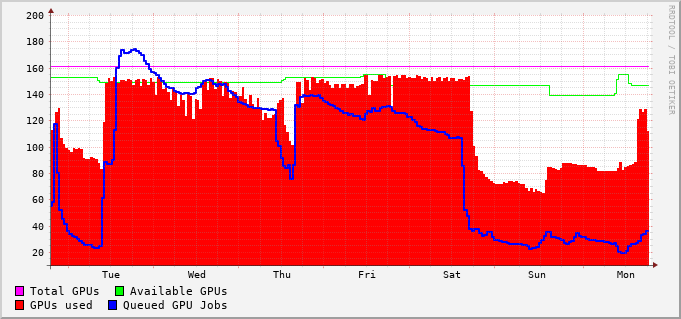 200
180
160
140
120
100
80
60
40
20
Tue Wed Thu Fri Sat Sun Mon
Total GPUs Available GPUs
GPUs used Queued GPU Jobs
RRDTOOL / TOBI OETIKER